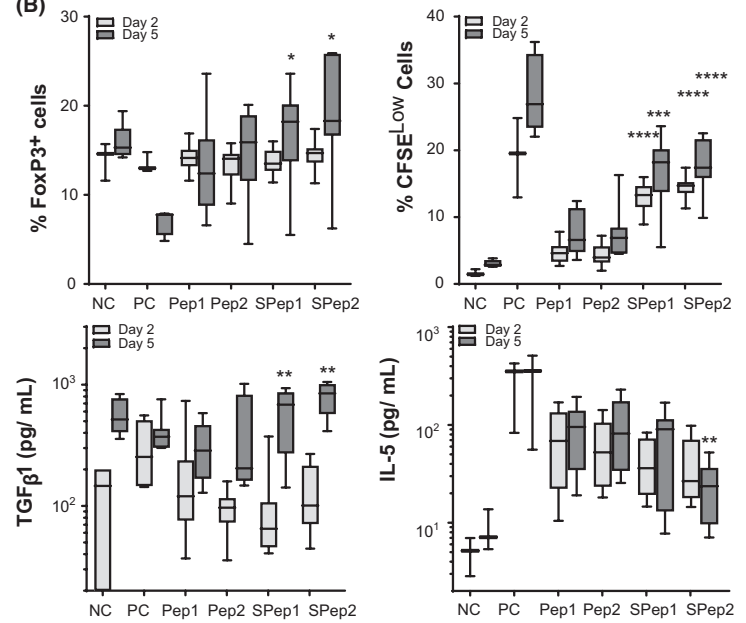 (B)
% FoxP3+ cells
30
20
10
0
Day 2
Day 5
*
*
NC PC Pep1 Pep2 SPep1 SPep2
% CFSELow Cells
40
30
20
10
0
Day 2
Day 5
****
***
****
****
NC PC Pep1 Pep2 SPep1 SPep2
TGFβ1 (pg/ mL)
10³
10²
Day 2
Day 5
**
**
NC PC Pep1 Pep2 SPep1 SPep2
IL-5 (pg/ mL)
10³
10²
10¹
Day 2
Day 5
**
NC PC Pep1 Pep2 SPep1 SPep2